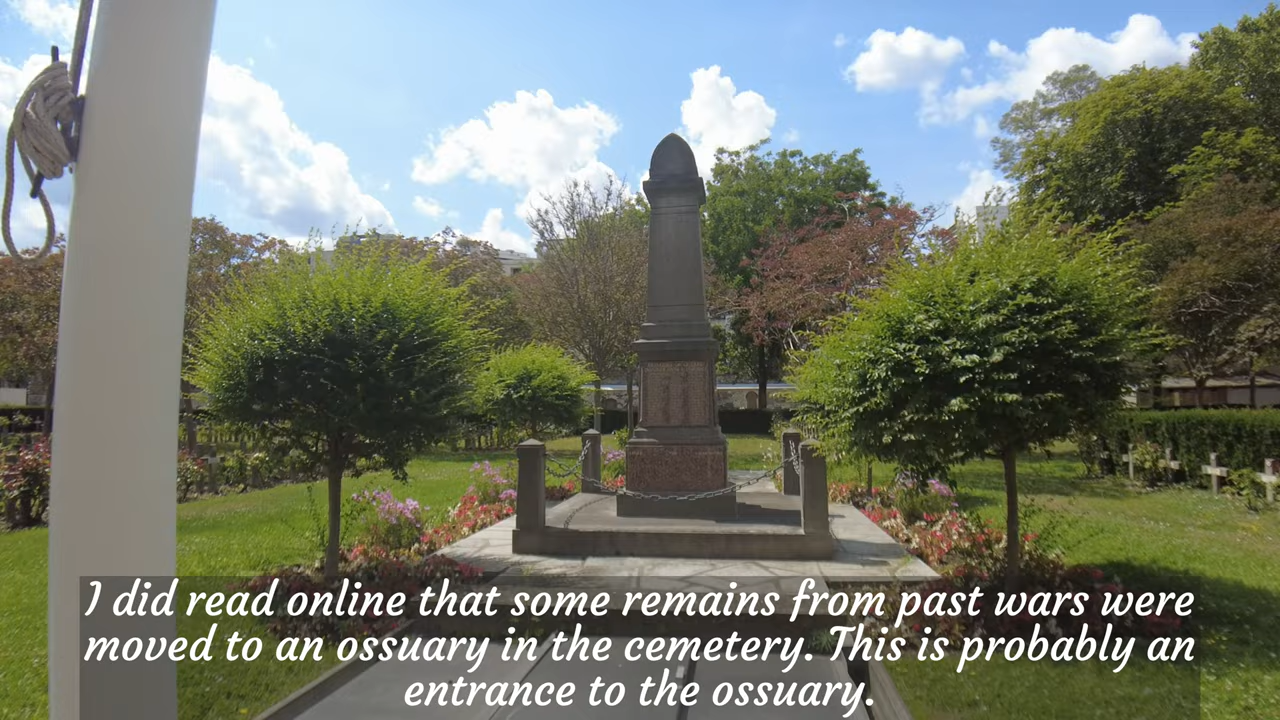 I did read online that some remains from past wars were
moved to an ossuary in the cemetery. This is probably an
entrance to the ossuary.